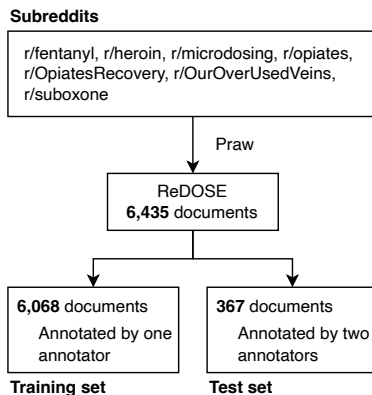 Subreddits
r/fentanyl, r/heroin, r/microdosing, r/opiates,
r/OpiatesRecovery, r/OurOverUsedVeins,
r/suboxone
Praw
ReDOSE
6,435 documents
6,068 documents
Annotated by one
annotator
Training set
367 documents
Annotated by two
annotators
Test set